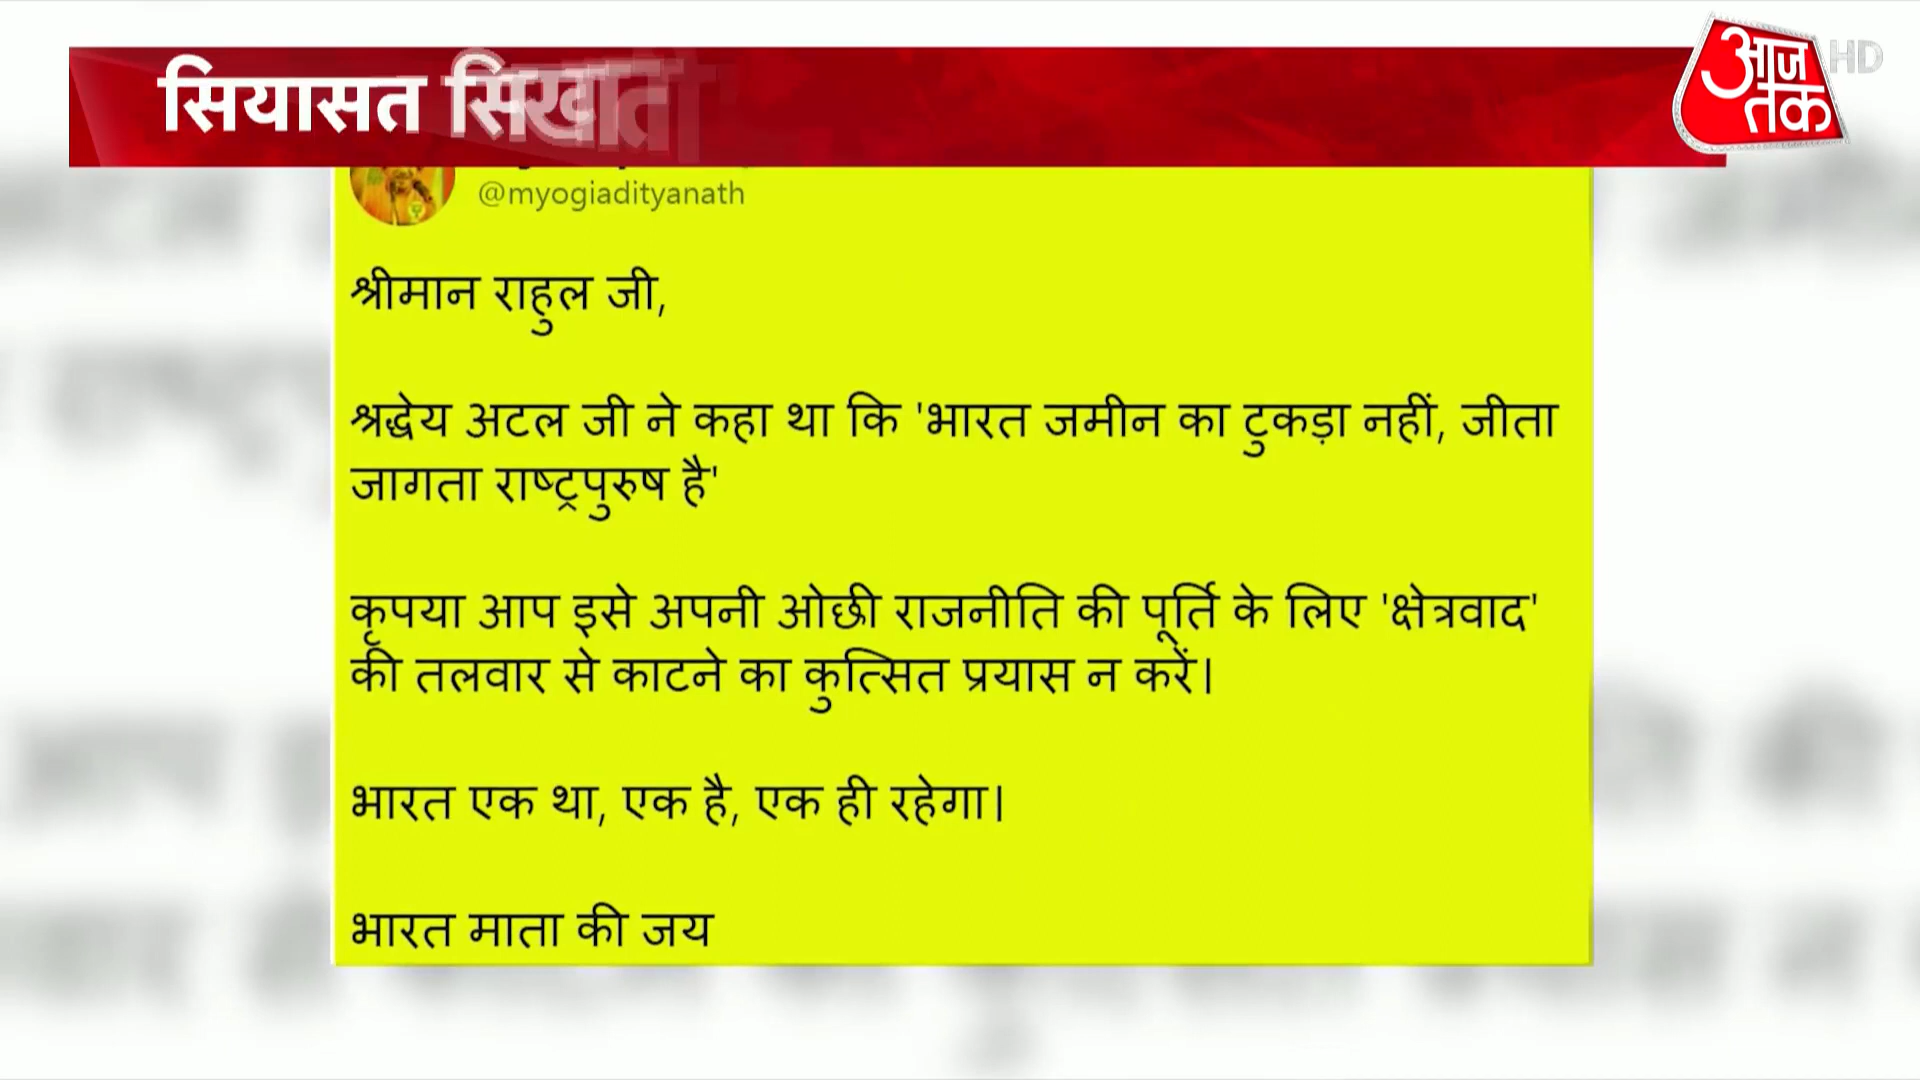 सियासत सिखाता
आज
तक
HD
@myogiadityanath
श्रीमान राहुल जी,
श्रद्धेय अटल जी ने कहा था कि 'भारत जमीन का टुकड़ा नहीं, जीता
जागता राष्ट्रपुरुष है'
कृपया आप इसे अपनी ओछी राजनीति की पूर्ति के लिए 'क्षेत्रवाद'
की तलवार से काटने का कुत्सित प्रयास न करें।
भारत एक था, एक है, एक ही रहेगा।
भारत माता की जय